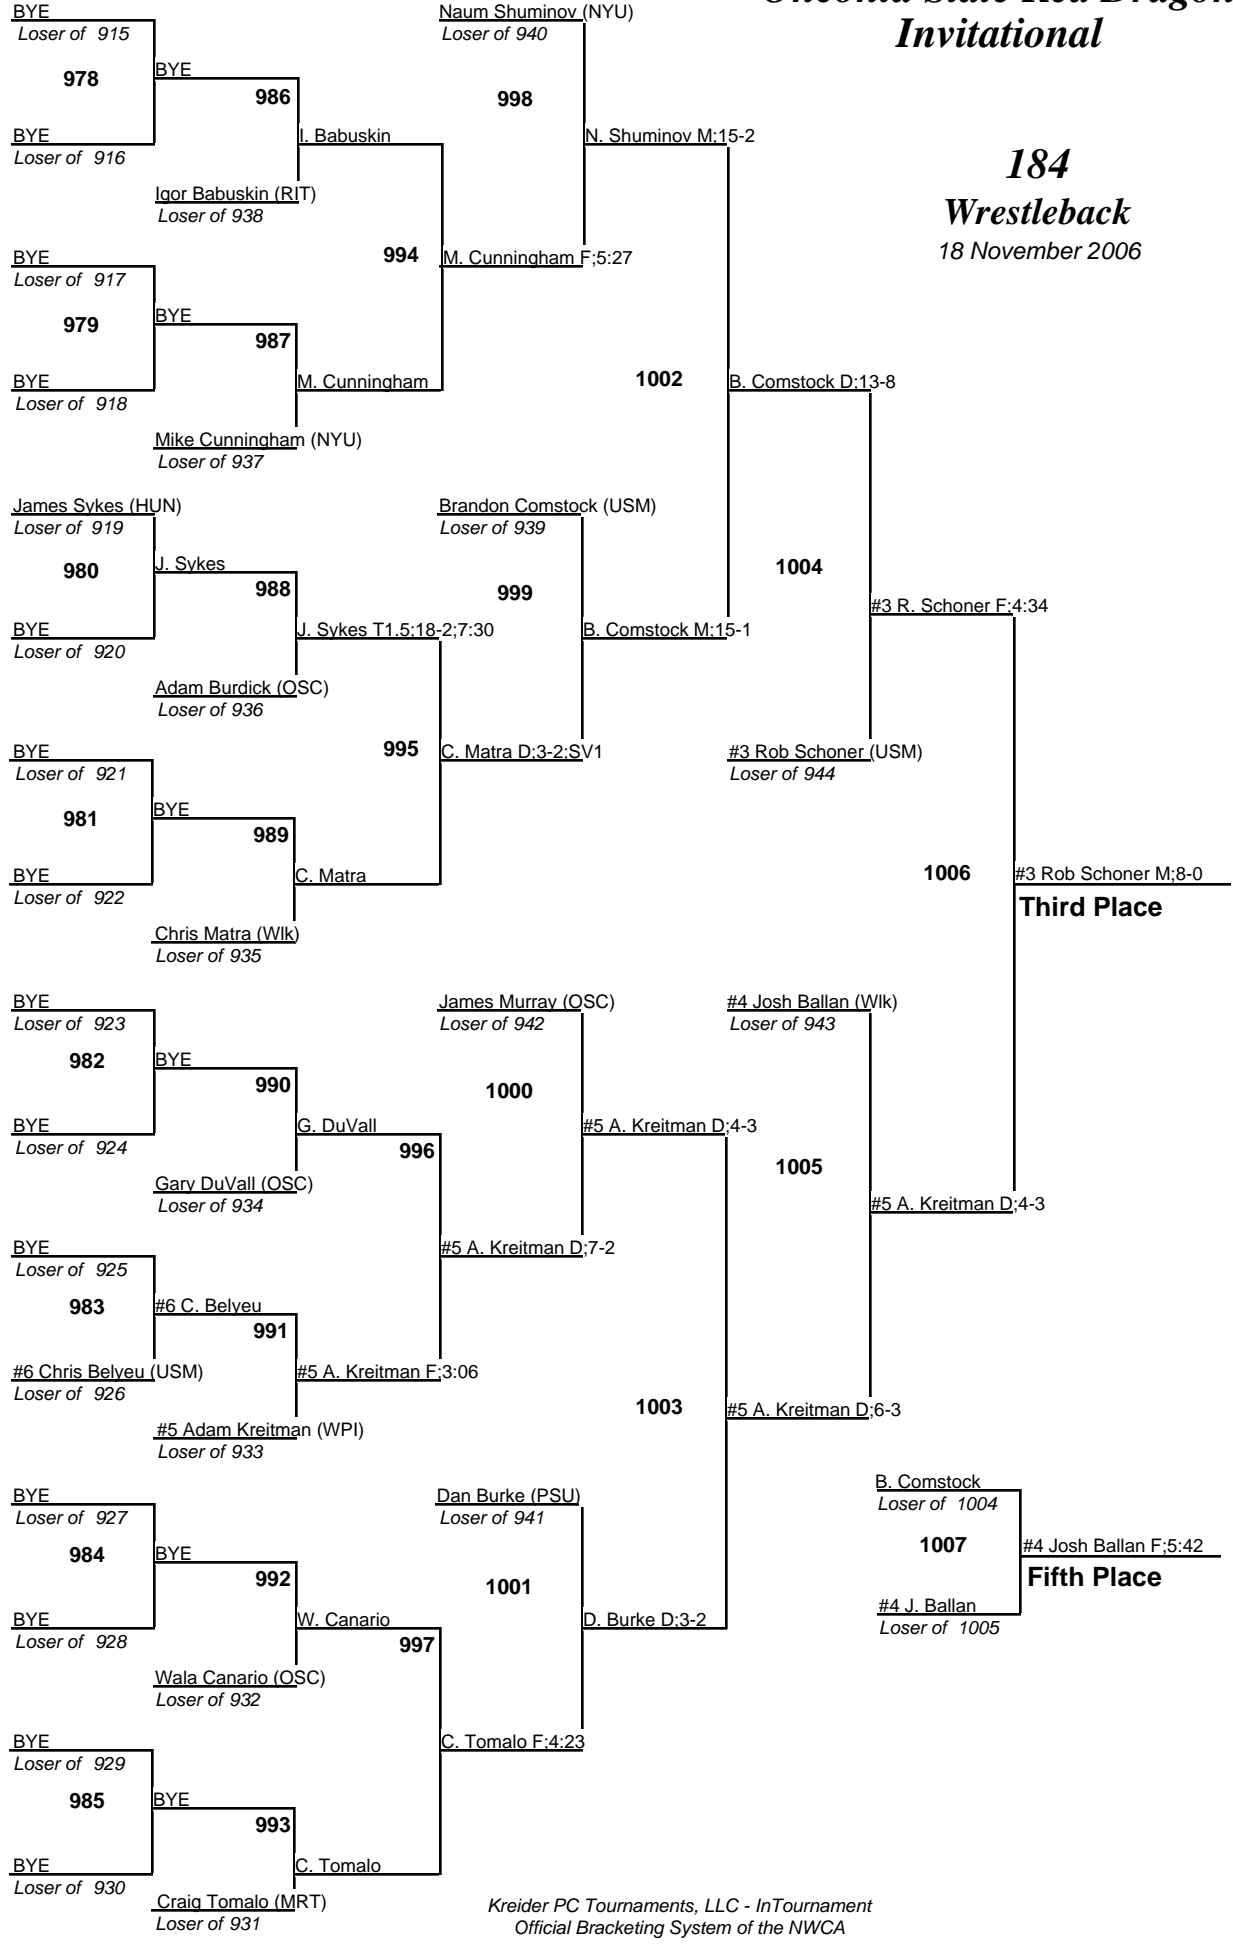 Oneonta State Red Dragon
Invitational
184
Wrestleback
18 November 2006
BYE
Loser of 915
978
BYE
Loser of 916
BYE
986
I. Babuskin
Igor Babuskin (RIT)
Loser of 938
BYE
Loser of 917
979
BYE
Loser of 918
BYE
987
M. Cunningham
Mike Cunningham (NYU)
Loser of 937
994
Naum Shuminov (NYU)
Loser of 940
998
N. Shuminov M;15-2
M. Cunningham F;5:27
1002
B. Comstock D;13-8
James Sykes (HUN)
Loser of 919
980
BYE
Loser of 920
J. Sykes
988
J. Sykes T1.5;18-2;7:30
Adam Burdick (OSC)
Loser of 936
BYE
Loser of 921
981
BYE
Loser of 922
BYE
989
C. Matra
Chris Matra (Wlk)
Loser of 935
995
Brandon Comstock (USM)
Loser of 939
999
B. Comstock M;15-1
C. Matra D;3-2;SV1
1004
#3 R. Schoner F;4:34
#3 Rob Schoner (USM)
Loser of 944
1006
#3 Rob Schoner M;8-0
Third Place
BYE
Loser of 923
982
BYE
Loser of 924
BYE
990
G. DuVall
Gary DuVall (OSC)
Loser of 934
BYE
Loser of 925
983
#6 Chris Belyeu (USM)
Loser of 926
#6 C. Belyeu
991
#5 A. Kreitman F;3:06
#5 Adam Kreitman (WPI)
Loser of 933
996
James Murray (OSC)
Loser of 942
1000
#5 A. Kreitman D;4-3
#5 A. Kreitman D;7-2
#4 Josh Ballan (Wlk)
Loser of 943
1005
#5 A. Kreitman D;4-3
1003
#5 A. Kreitman D;6-3
BYE
Loser of 927
984
BYE
Loser of 928
BYE
992
W. Canario
Wala Canario (OSC)
Loser of 932
BYE
Loser of 929
985
BYE
Loser of 930
BYE
993
C. Tomalo
Craig Tomalo (MRT)
Loser of 931
997
Dan Burke (PSU)
Loser of 941
1001
D. Burke D;3-2
C. Tomalo F;4:23
B. Comstock
Loser of 1004
1007
#4 Josh Ballan F;5:42
Fifth Place
#4 J. Ballan
Loser of 1005
Kreider PC Tournaments, LLC - InTournament
Official Bracketing System of the NWCA